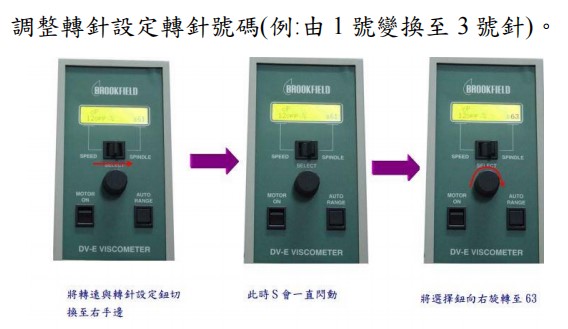 調整轉針設定轉針號碼(例:由 1 號變換至 3 號針)。
BROOKFIELD
S61
SPEED
SPINDLE
SELECT
MOTOR ON
AUTO RANGE
DV-E VISCOMETER
將轉速與轉針設定鈕切
換至右手邊
BROOKFIELD
S61
SPEED
SPINDLE
SELECT
MOTOR ON
AUTO RANGE
DV-E VISCOMETER
此時 S 會一直閃動
BROOKFIELD
S63
SPEED
SPINDLE
SELECT
MOTOR ON
AUTO RANGE
DV-E VISCOMETER
將選擇鈕向右旋轉至 63